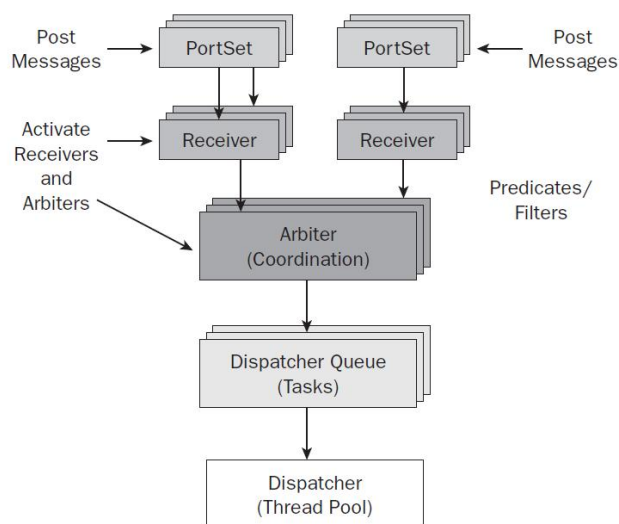 Post
Messages
PortSet
PortSet
Post
Messages
Activate
Receivers
and
Arbiters
Receiver
Receiver
Predicates/
Filters
Arbiter
(Coordination)
Dispatcher Queue
(Tasks)
Dispatcher
(Thread Pool)